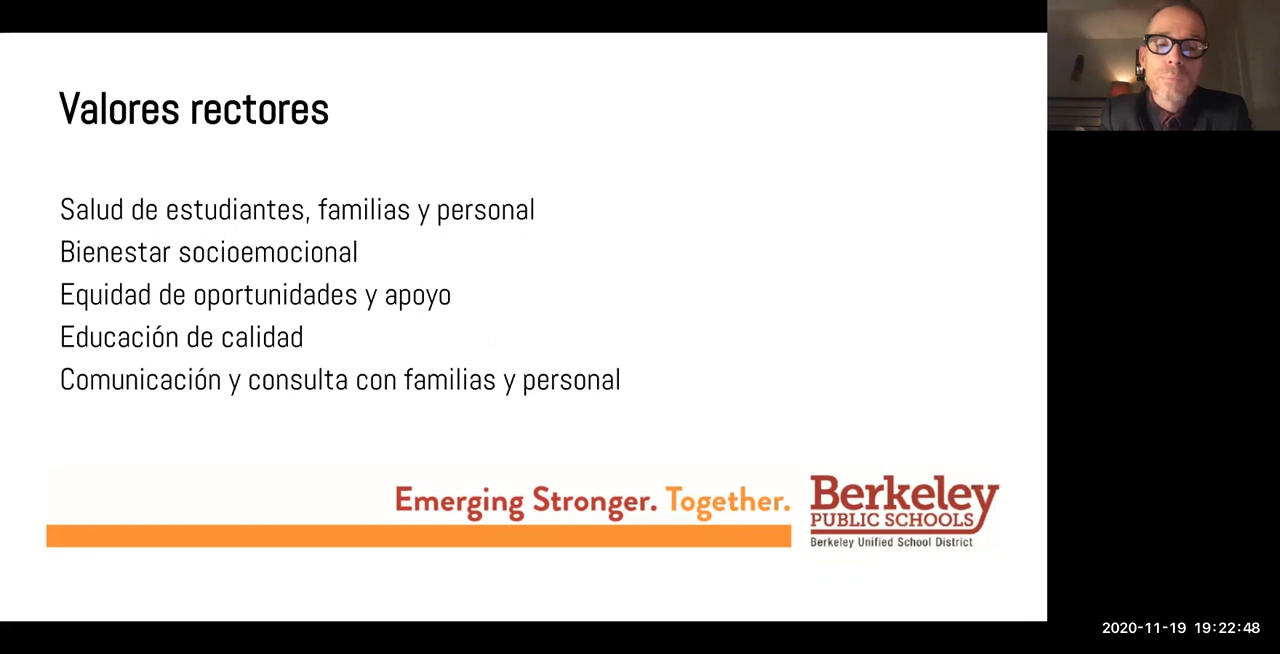 Valores rectores
Salud de estudiantes, familias y personal
Bienestar socioemocional
Equidad de oportunidades y apoyo
Educación de calidad
Comunicación y consulta con familias y personal
Emerging Stronger. Together.
Berkeley
PUBLIC SCHOOLS
Berkeley Unified School District
2020-11-19 19:22:48